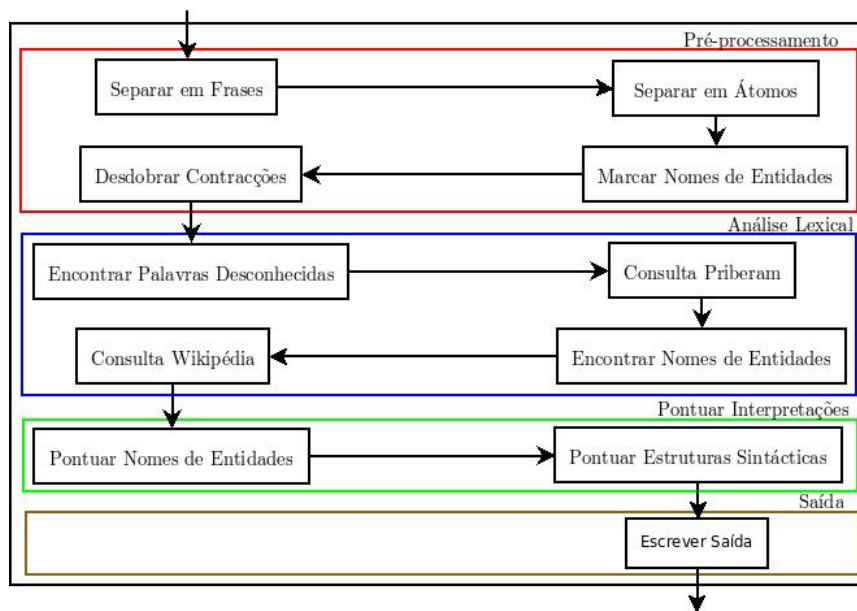 Pré-processamento
Separar em Frases
Separar em Átomos
Desdobrar Contracções
Marcar Nomes de Entidades
Análise Lexical
Encontrar Palavras Desconhecidas
Consulta Priberam
Consulta Wikipédia
Encontrar Nomes de Entidades
Pontuar Interpretações
Pontuar Nomes de Entidades
Pontuar Estruturas Sintácticas
Saída
Escrever Saída